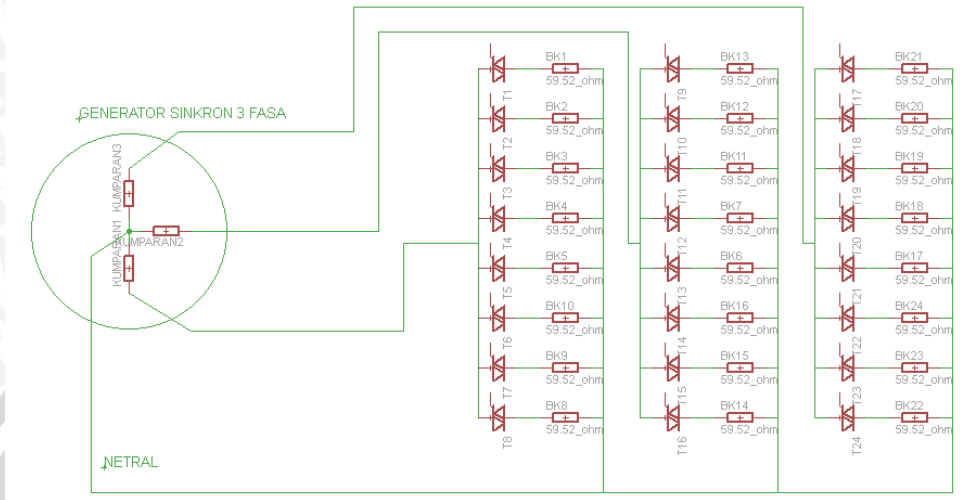 GENERATOR SINKRON 3 FASA
KUMPARAN3
KUMPARAN1
KUMPARAN2
NETRAL
BK1
59.52_ohm
T1
BK2
59.52_ohm
T2
BK3
59.52_ohm
T3
BK4
59.52_ohm
T4
BK5
59.52_ohm
T5
BK10
59.52_ohm
T6
BK9
59.52_ohm
T7
BK8
59.52_ohm
T8
BK13
59.52_ohm
T9
BK12
59.52_ohm
T10
BK11
59.52_ohm
T11
BK7
59.52_ohm
T12
BK6
59.52_ohm
T13
BK16
59.52_ohm
T14
BK15
59.52_ohm
T15
BK14
59.52_ohm
T16
BK21
59.52_ohm
T17
BK20
59.52_ohm
T18
BK19
59.52_ohm
T19
BK18
59.52_ohm
T20
BK17
59.52_ohm
T21
BK24
59.52_ohm
T22
BK23
59.52_ohm
T23
BK22
59.52_ohm
T24